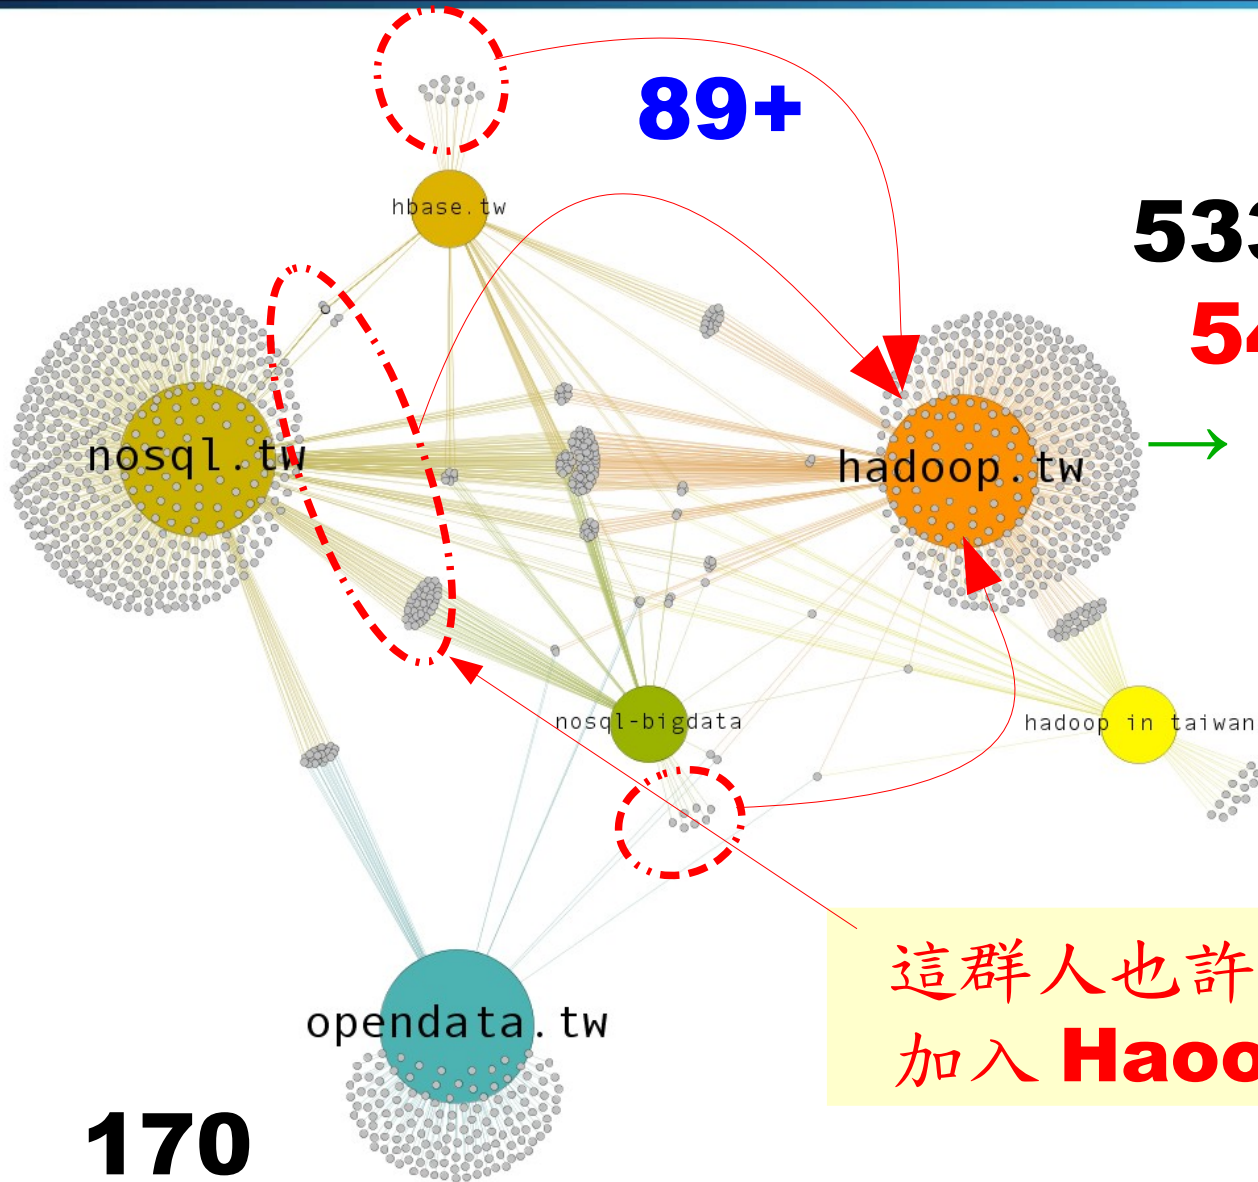 89+
hbase.tw
533
54
nosql.tw
hadoop.tw
→
nosql-bigdata
hadoop in taiwan
這群人也許
加入 Haoo
opendata.tw
170